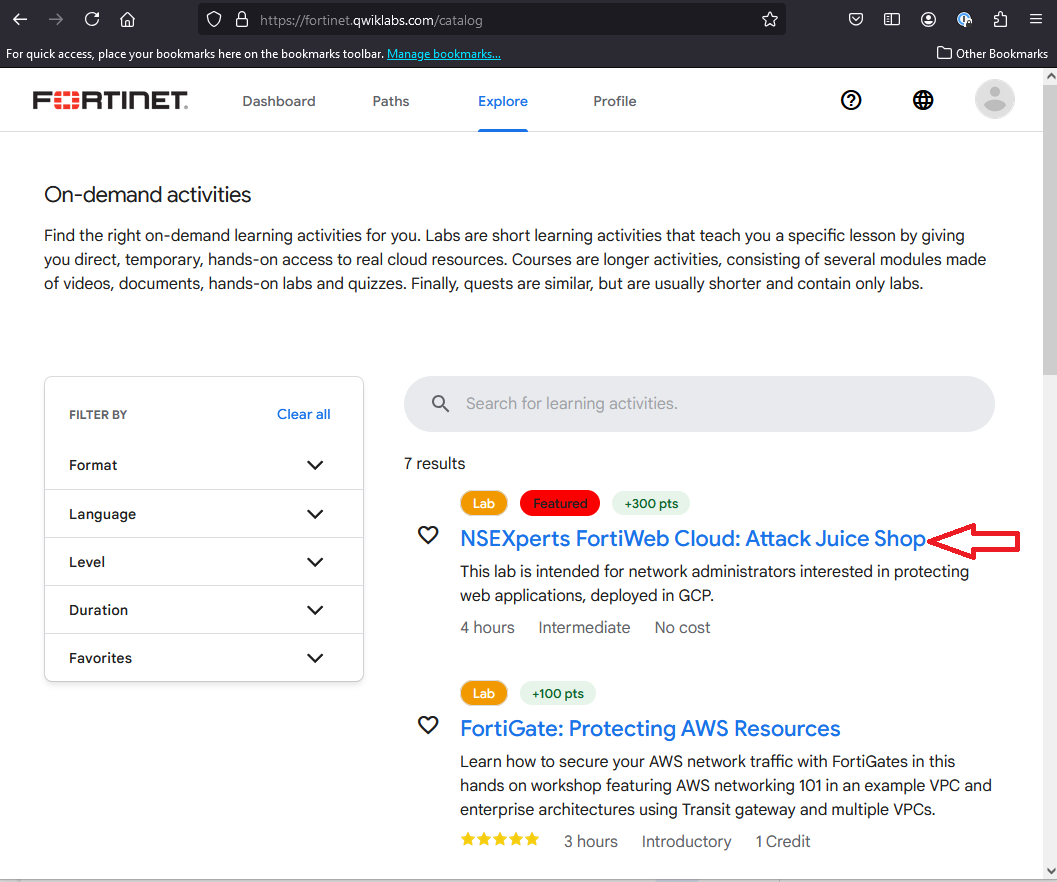 https://fortinet.qwiklabs.com/catalog
For quick access, place your bookmarks here on the bookmarks toolbar. Manage bookmarks...
Other Bookmarks
FORTINET
Dashboard
Paths
Explore
Profile
On-demand activities
Find the right on-demand learning activities for you. Labs are short learning activities that teach you a specific lesson by giving
you direct, temporary, hands-on access to real cloud resources. Courses are longer activities, consisting of several modules made
of videos, documents, hands-on labs and quizzes. Finally, quests are similar, but are usually shorter and contain only labs.
FILTER BY
Clear all
Format
Language
Level
Duration
Favorites
Search for learning activities.
7 results
Lab
Featured
+300 pts
NSEXperts FortiWeb Cloud: Attack Juice Shop
This lab is intended for network administrators interested in protecting
web applications, deployed in GCP.
4 hours
Intermediate
No cost
Lab
+100 pts
FortiGate: Protecting AWS Resources
Learn how to secure your AWS network traffic with FortiGates in this
hands on workshop featuring AWS networking 101 in an example VPC and
enterprise architectures using Transit gateway and multiple VPCs.
3 hours
Introductory
1 Credit